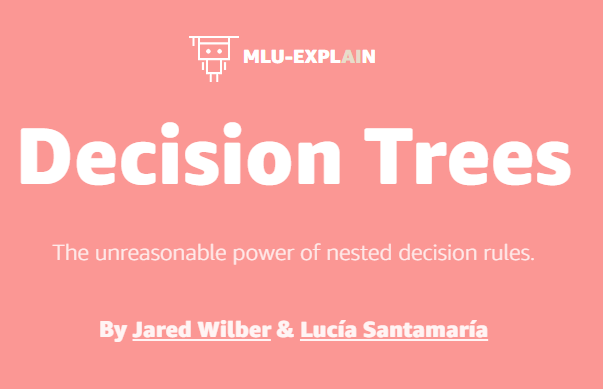 MLU-EXPLAIN
Decision Trees
The unreasonable power of nested decision rules.
By Jared Wilber & Lucía Santamaría